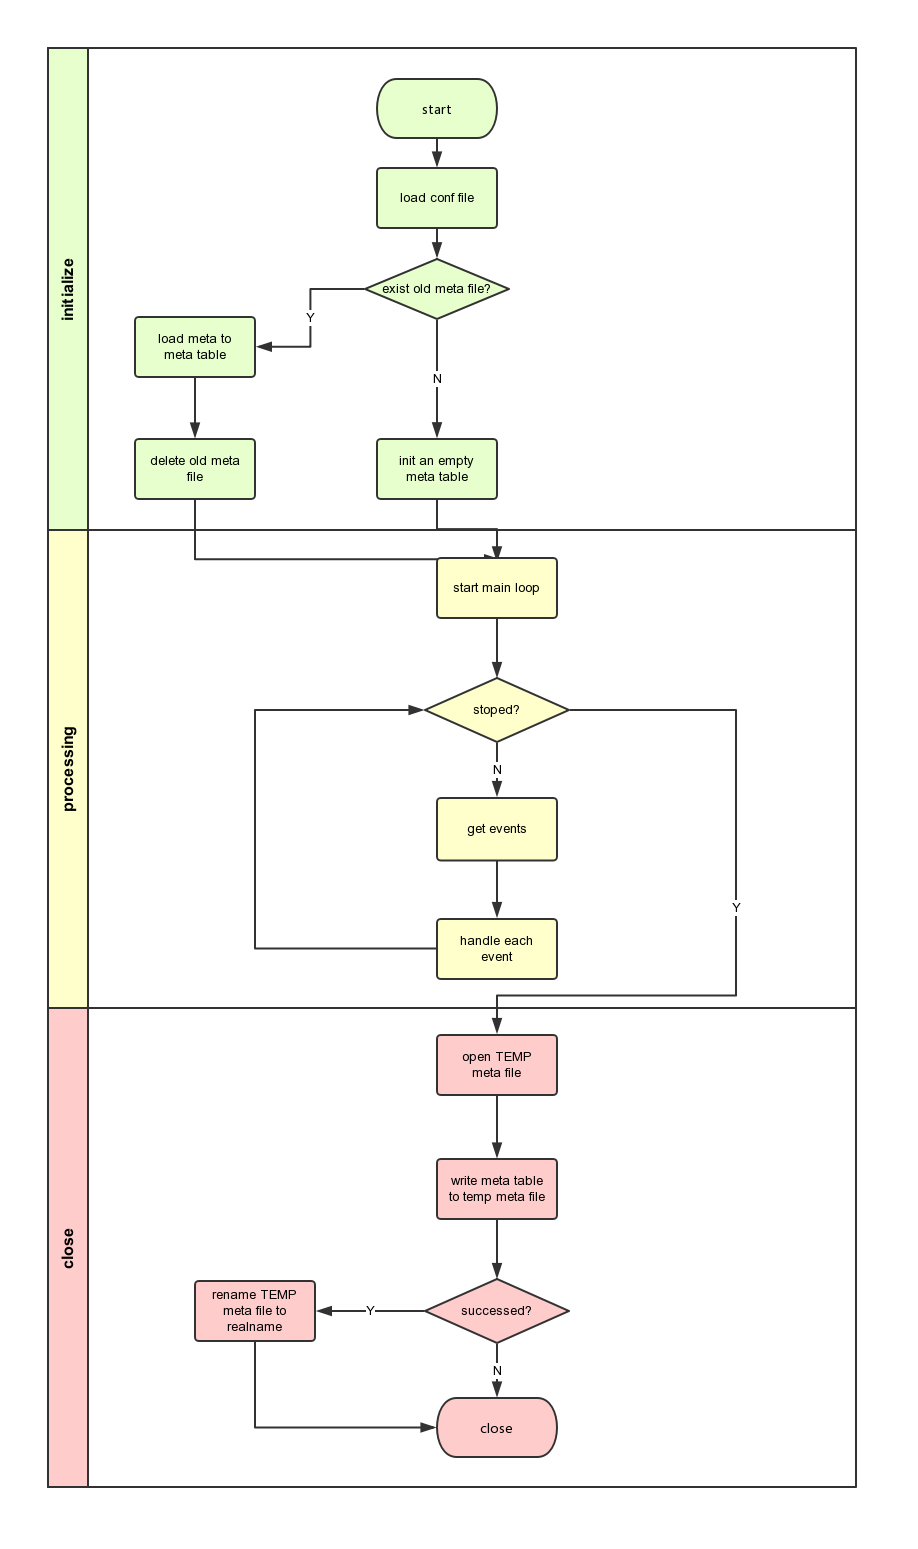 initialize
start
load conf file
exist old meta file?
Y
load meta to
meta table
N
delete old meta
file
init an empty
meta table
processing
start main loop
stoped?
N
get events
Y
handle each
event
close
open TEMP
meta file
write meta table
to temp meta file
rename TEMP
meta file to
realname
Y
successed?
N
close